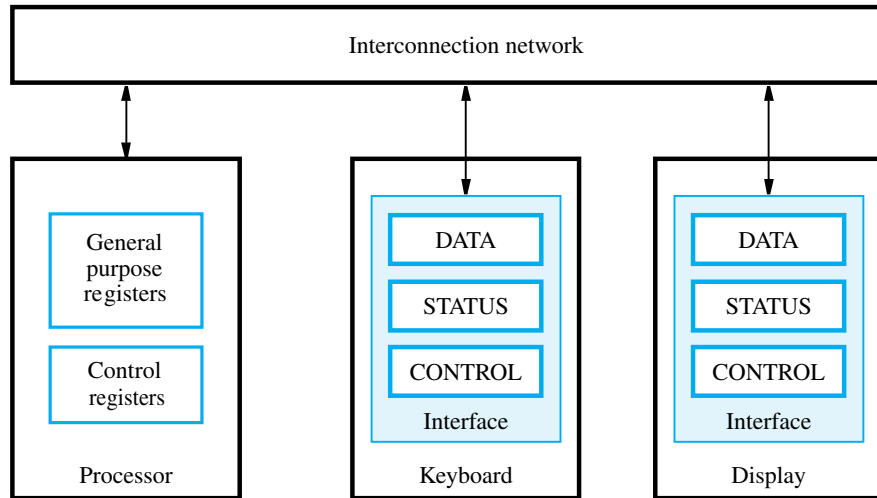 Interconnection network
General
purpose
registers
Control
registers
Processor
DATA
STATUS
CONTROL
Interface
Keyboard
DATA
STATUS
CONTROL
Interface
Display